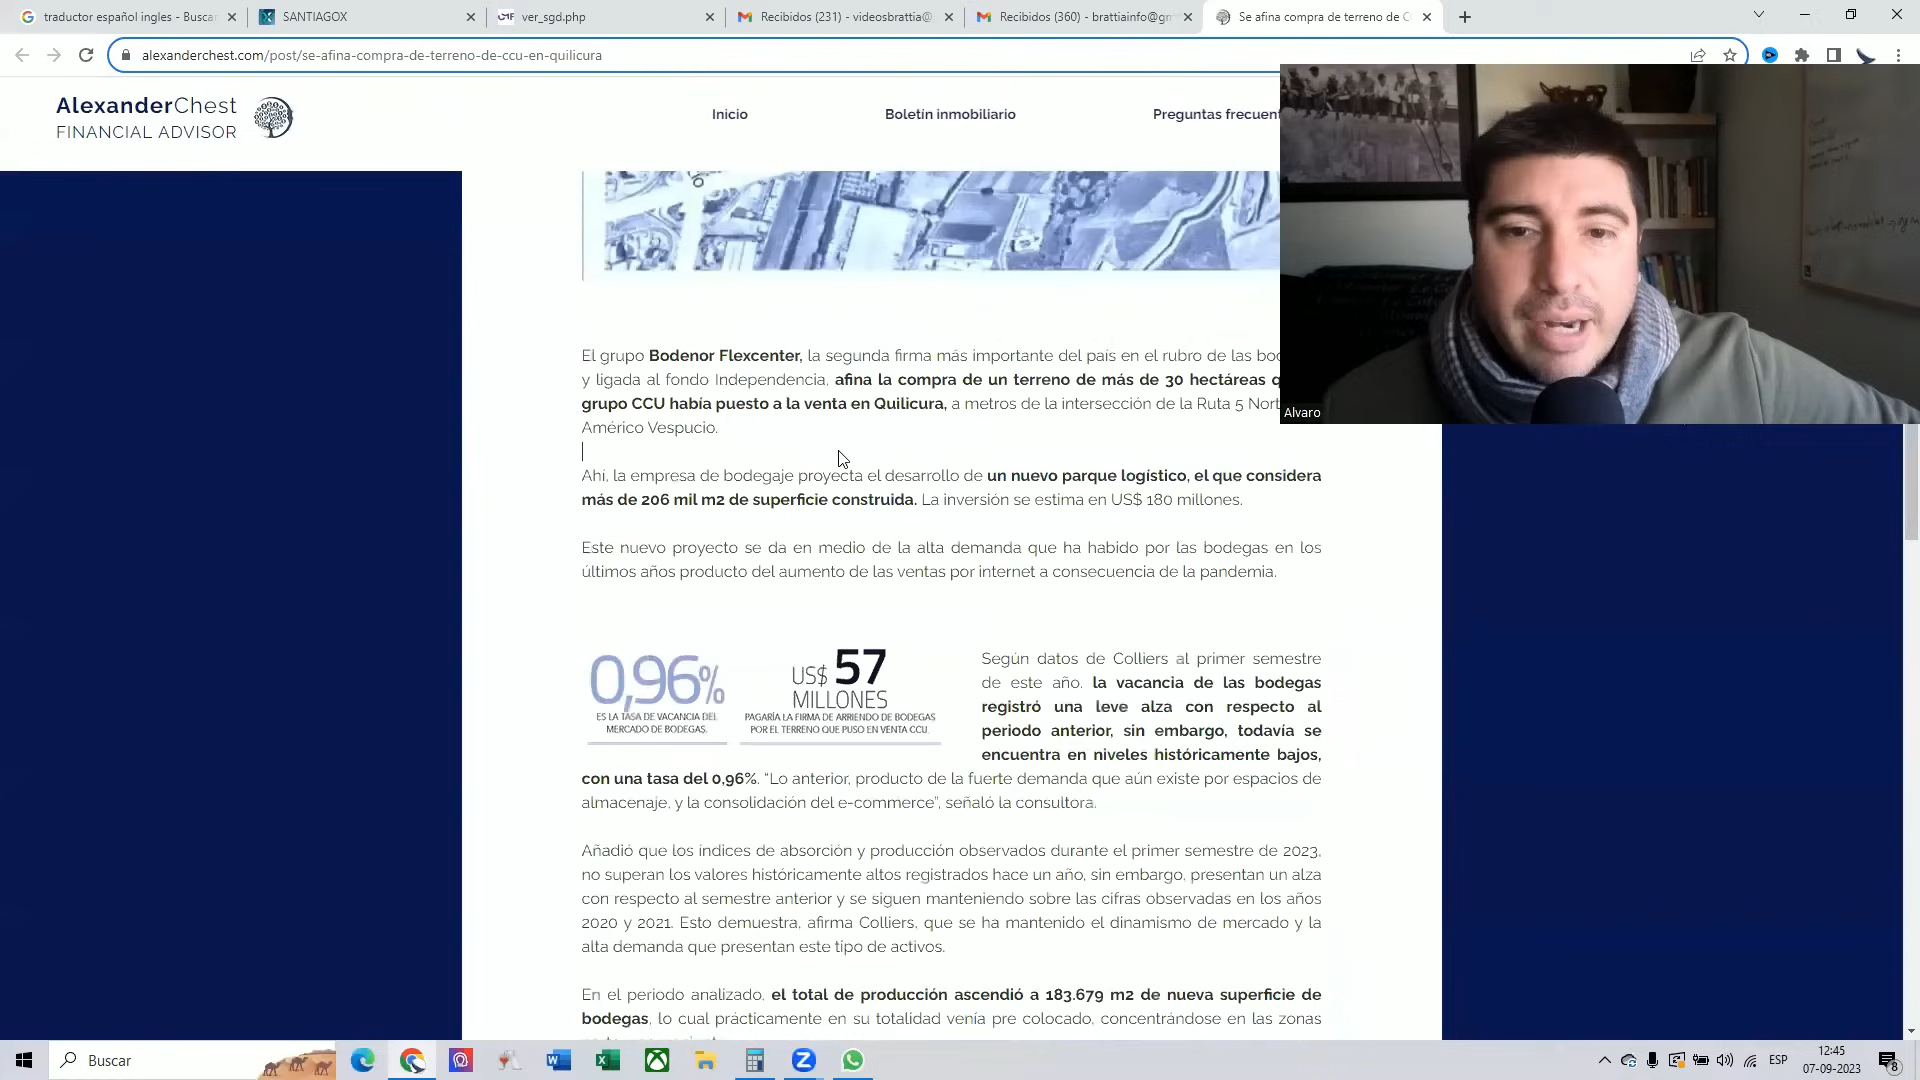 traductor español ingles - Buscar
SANTIAGOX
ver_sgd.php
Recibidos (231) - videosbrattia@
Recibidos (360) - brattiainfo@gm
Se afina compra de terreno de C
alexanderchest.com/post/se-afina-compra-de-terreno-de-ccu-en-quilicura
AlexanderChest
FINANCIAL ADVISOR
Inicio
Boletín inmobiliario
Preguntas frecuent
El grupo Bodenor Flexcenter, la segunda firma más importante del país en el rubro de las bo
y ligada al fondo Independencia, afina la compra de un terreno de más de 30 hectáreas q
grupo CCU había puesto a la venta en Quilicura, a metros de la intersección de la Ruta 5 Nort
Américo Vespucio.
Alvaro
Ahí, la empresa de bodegaje proyecta el desarrollo de un nuevo parque logístico, el que considera
más de 206 mil m2 de superficie construida. La inversión se estima en US$ 180 millones.
Este nuevo proyecto se da en medio de la alta demanda que ha habido por las bodegas en los
últimos años producto del aumento de las ventas por internet a consecuencia de la pandemia.
0,96%
ES LA TASA DE VACANCIA DEL
MERCADO DE BODEGAS.
US$ 57
MILLONES
PAGARÍA LA FIRMA DE ARRIENDO DE BODEGAS
POR EL TERRENO QUE PUSO EN VENTA CCU.
Según datos de Colliers al primer semestre
de este año, la vacancia de las bodegas
registró una leve alza con respecto al
periodo anterior, sin embargo, todavía se
encuentra en niveles históricamente bajos,
con una tasa del 0,96%. “Lo anterior, producto de la fuerte demanda que aún existe por espacios de
almacenaje, y la consolidación del e-commerce”, señaló la consultora.
Añadió que los índices de absorción y producción observados durante el primer semestre de 2023,
no superan los valores históricamente altos registrados hace un año, sin embargo, presentan un alza
con respecto al semestre anterior y se siguen manteniendo sobre las cifras observadas en los años
2020 y 2021. Esto demuestra, afirma Colliers, que se ha mantenido el dinamismo de mercado y la
alta demanda que presentan este tipo de activos.
En el periodo analizado, el total de producción ascendió a 183.679 m2 de nueva superficie de
bodegas, lo cual prácticamente en su totalidad venía pre colocado, concentrándose en las zonas
Buscar
ESP
12:45
07-09-2023
8